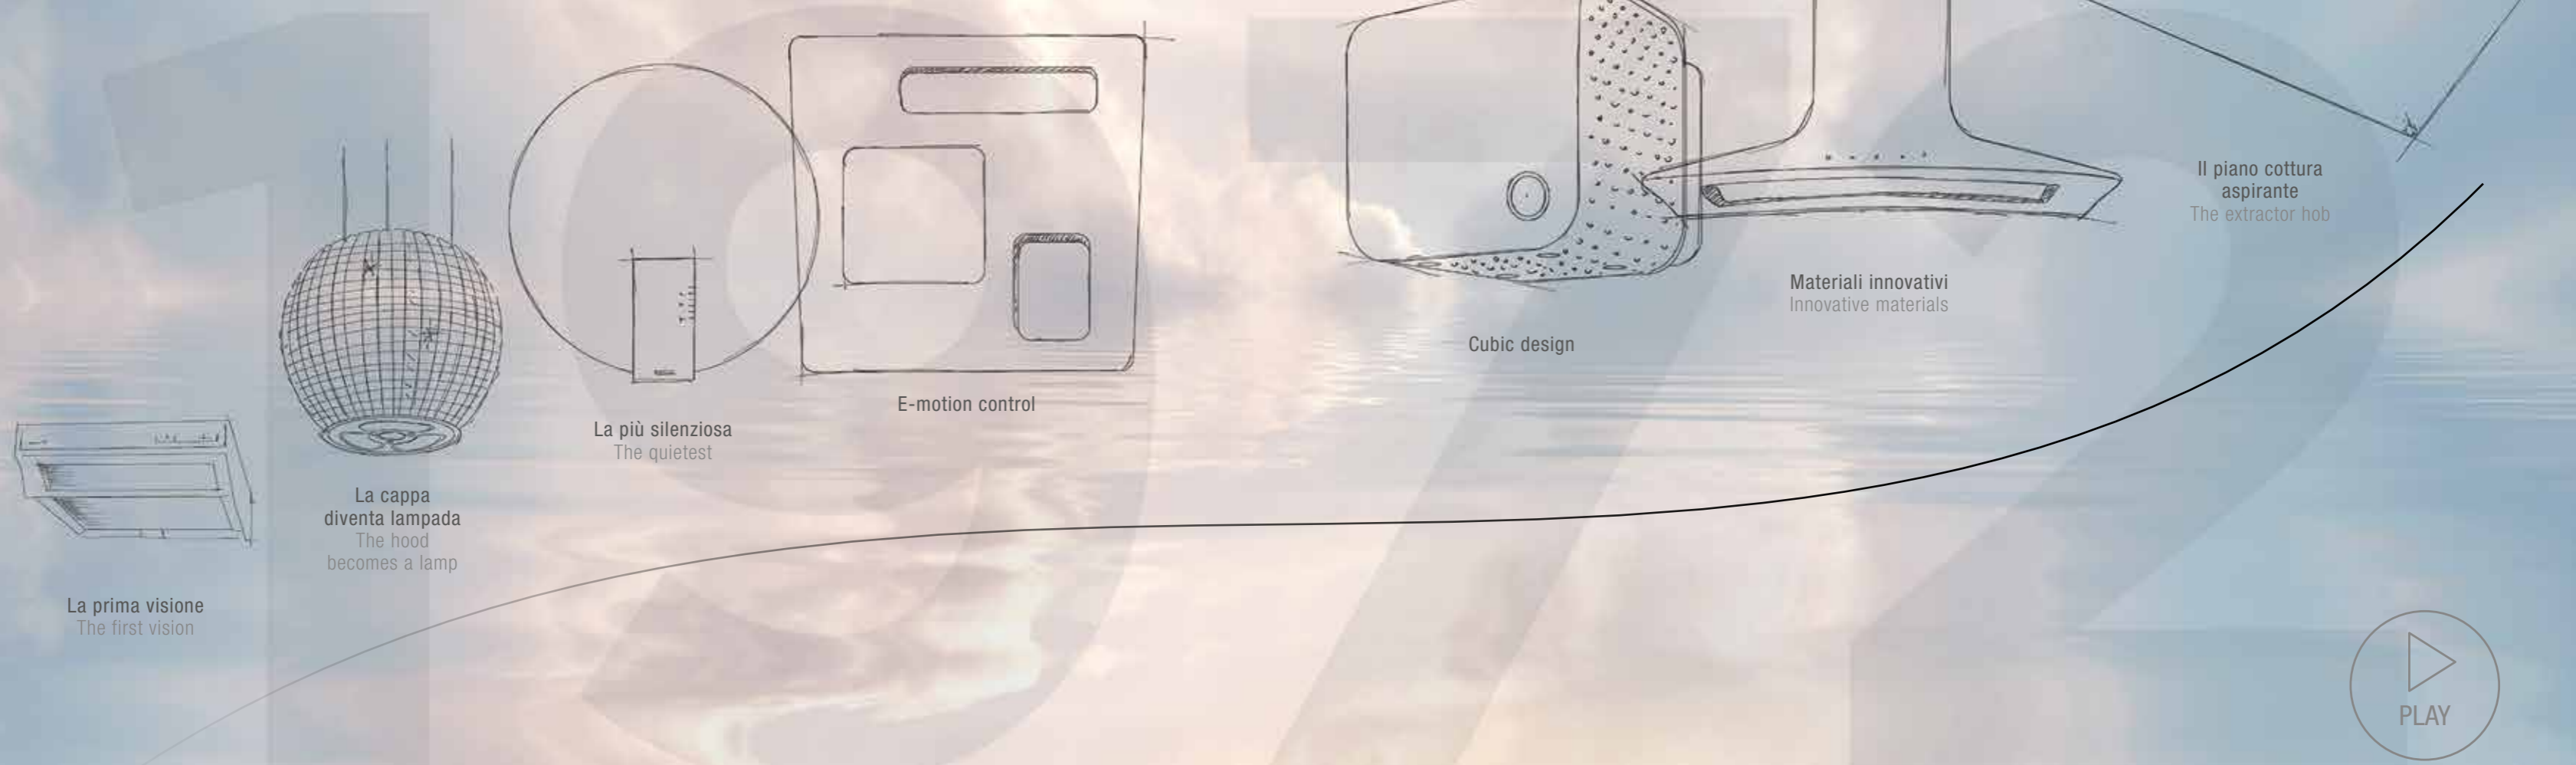 La prima visione
The first vision
La cappa
diventa lampada
The hood
becomes a lamp
La più silenziosa
The quietest
E-motion control
Cubic design
Materiali innovativi
Innovative materials
Il piano cottura
aspirante
The extractor hob
PLAY